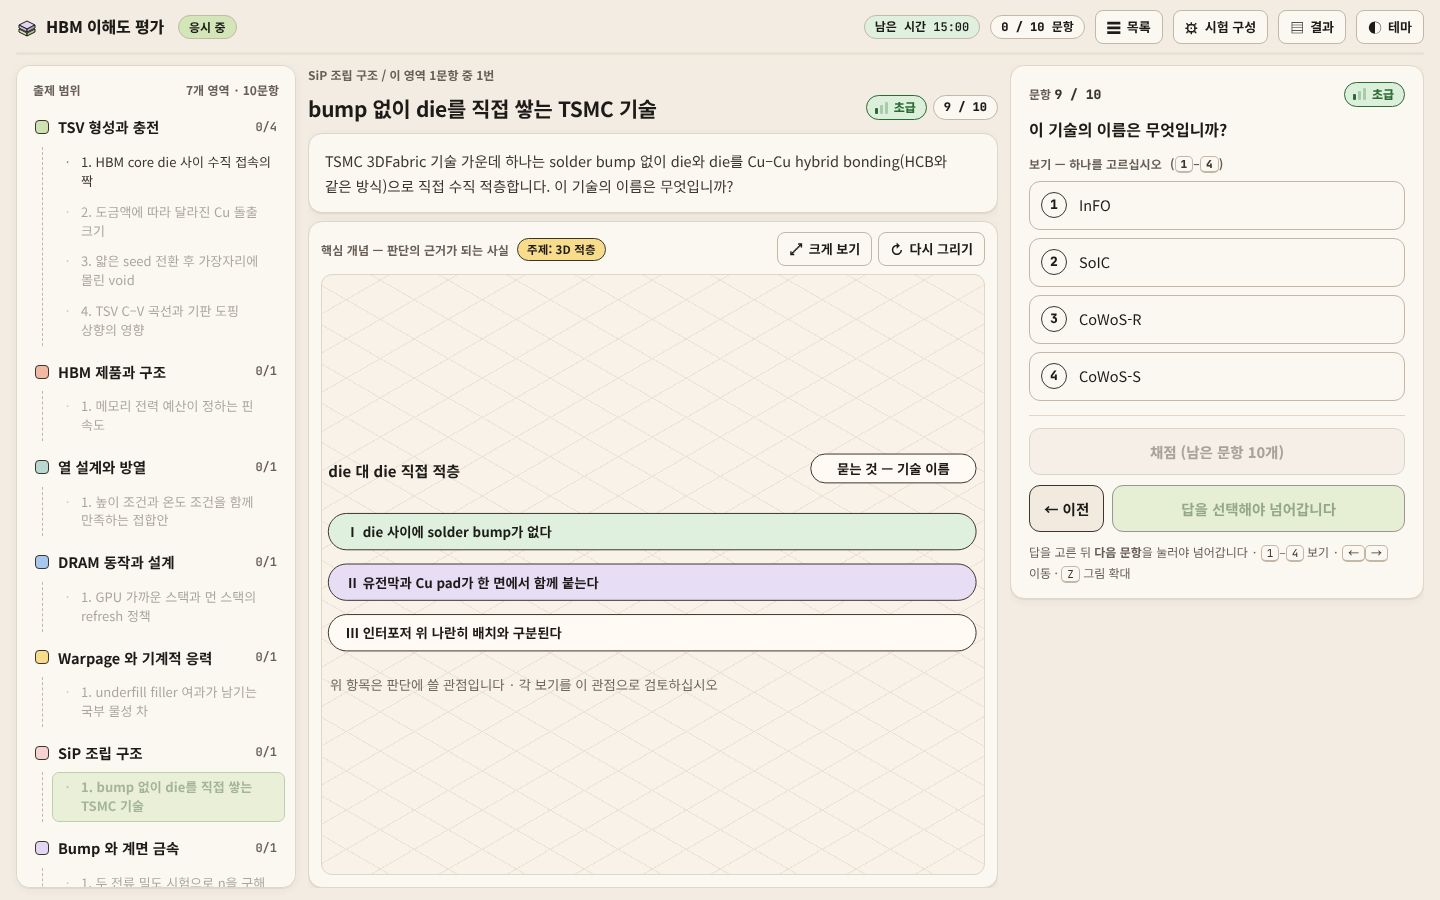 HBM 이해도 평가
응시 중
남은 시간 15:00
0 / 10 문항
목록
시험 구성
결과
테마
출제 범위
7개 영역 · 10문항
TSV 형성과 충전
0/4
· 1. HBM core die 사이 수직 접속의
짝
· 2. 도금액에 따라 달라진 Cu 돌출
크기
· 3. 얇은 seed 전환 후 가장자리에
몰린 void
· 4. TSV C−V 곡선과 기판 도핑
상향의 영향
HBM 제품과 구조
0/1
· 1. 메모리 전력 예산이 정하는 핀
속도
열 설계와 방열
0/1
· 1. 높이 조건과 온도 조건을 함께
만족하는 접합안
DRAM 동작과 설계
0/1
· 1. GPU 가까운 스택과 먼 스택의
refresh 정책
Warpage 와 기계적 응력
0/1
· 1. underfill filler 여과가 남기는
국부 물성 차
SiP 조립 구조
0/1
· 1. bump 없이 die를 직접 쌓는
TSMC 기술
Bump 와 계면 금속
0/1
· 1. 두 전류 밀도 시험으로 n을 구해
SiP 조립 구조 / 이 영역 1문항 중 1번
bump 없이 die를 직접 쌓는 TSMC 기술
초급
9 / 10
TSMC 3DFabric 기술 가운데 하나는 solder bump 없이 die와 die를 Cu−Cu hybrid bonding(HCB와
같은 방식)으로 직접 수직 적층합니다. 이 기술의 이름은 무엇입니까?
핵심 개념 — 판단의 근거가 되는 사실
주제: 3D 적층
크게 보기
다시 그리기
die 대 die 직접 적층
묻는 것 — 기술 이름
I die 사이에 solder bump가 없다
II 유전막과 Cu pad가 한 면에서 함께 붙는다
III 인터포저 위 나란히 배치와 구분된다
위 항목은 판단에 쓸 관점입니다 · 각 보기를 이 관점으로 검토하십시오
문항 9 / 10
초급
이 기술의 이름은 무엇입니까?
보기 — 하나를 고르십시오 (1–4)
1 InFO
2 SoIC
3 CoWoS-R
4 CoWoS-S
채점 (남은 문항 10개)
← 이전
답을 선택해야 넘어갑니다
답을 고른 뒤 다음 문항을 눌러야 넘어갑니다 · 1–4 보기 · ← →
이동 · Z 그림 확대